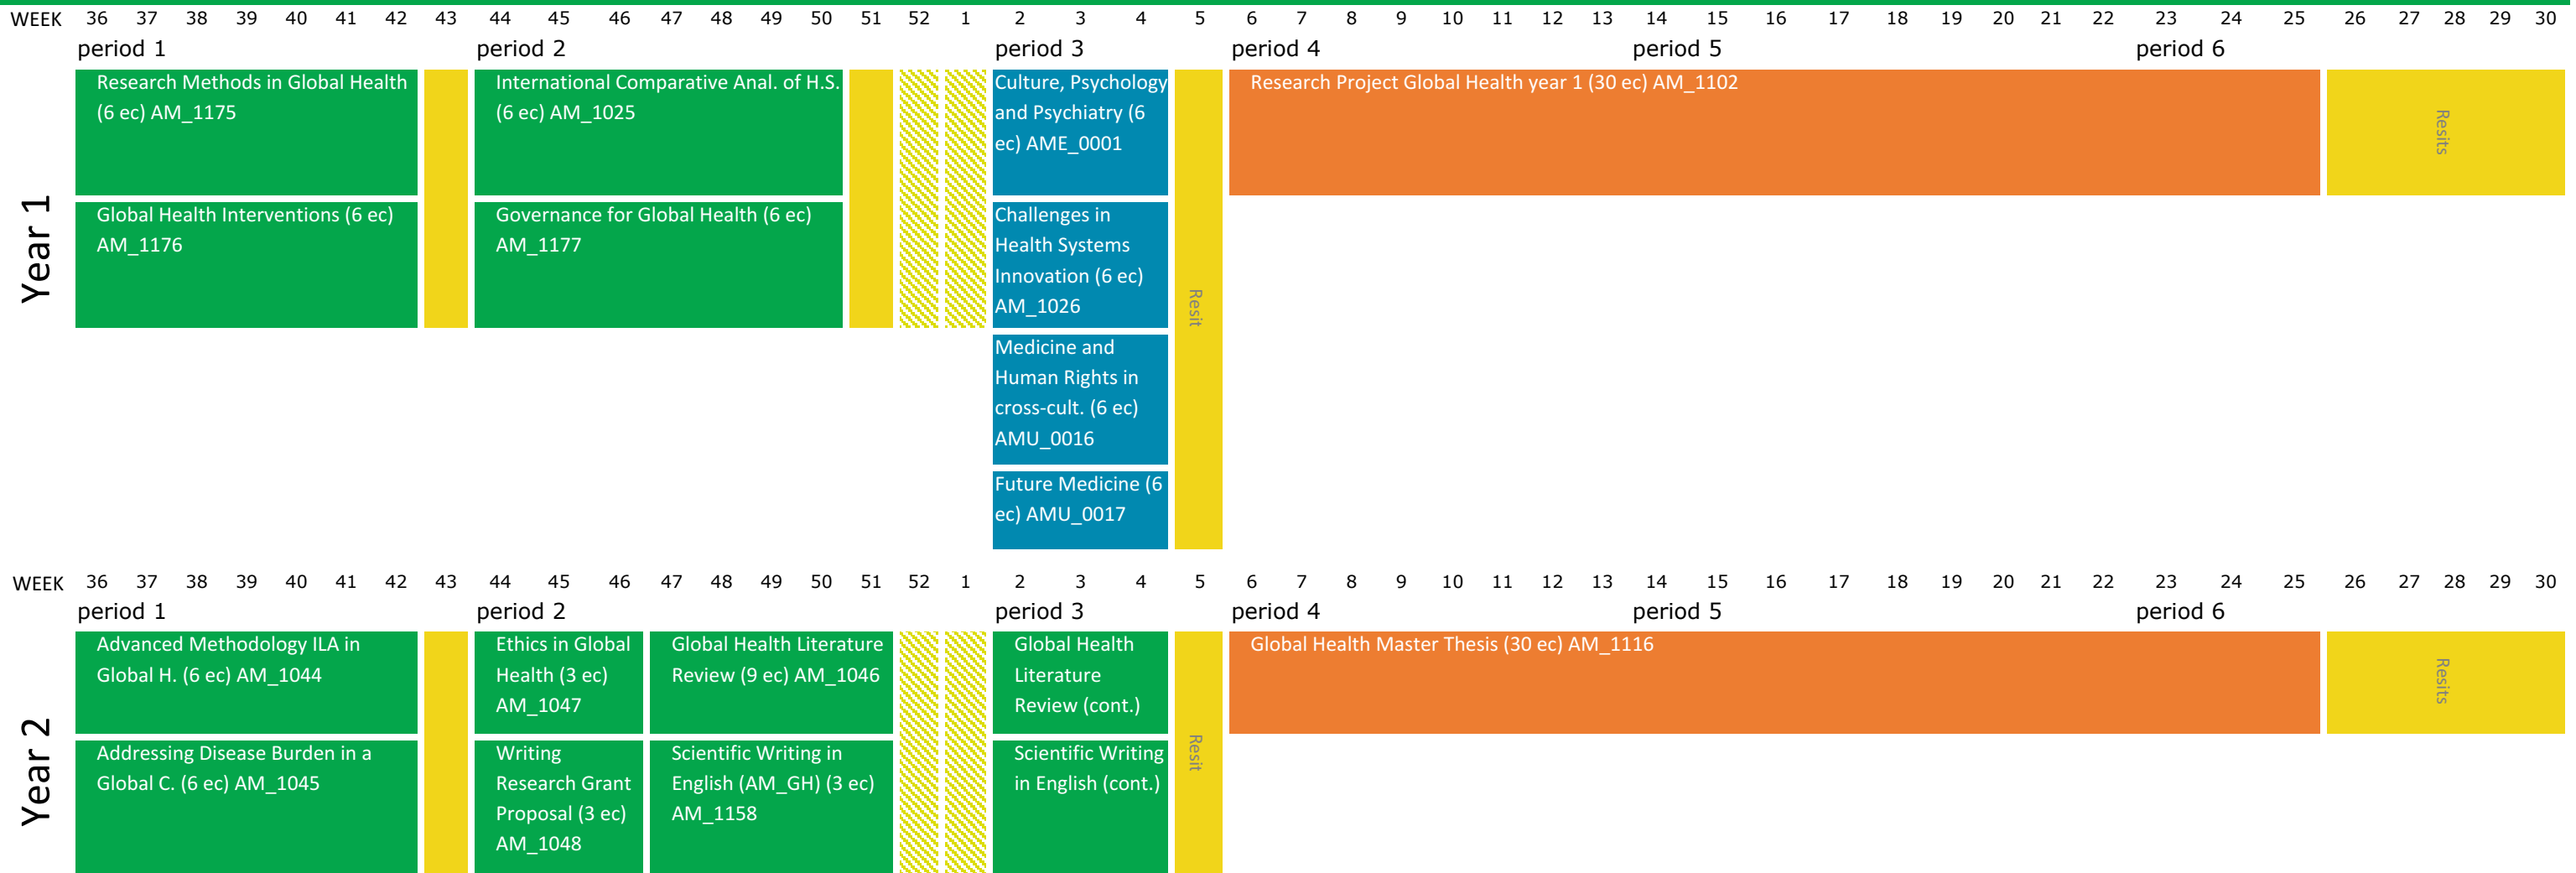 WEEK 36 37 38 39 40 41 42 43 44 45 46 47 48 49 50 51 52 1 2 3 4 5 6 7 8 9 10 11 12 13 14 15 16 17 18 19 20 21 22 23 24 25 26 27 28 29 30
period 1 period 2 period 3 period 4 period 5 period 6
Year 1
Research Methods in Global Health
(6 ec) AM_1175
Global Health Interventions (6 ec)
AM_1176
International Comparative Anal. of H.S.
(6 ec) AM_1025
Governance for Global Health (6 ec)
AM_1177
Culture, Psychology
and Psychiatry (6
ec) AME_0001
Challenges in
Health Systems
Innovation (6 ec)
AM_1026
Medicine and
Human Rights in
cross-cult. (6 ec)
AMU_0016
Future Medicine (6
ec) AMU_0017
Resit
Research Project Global Health year 1 (30 ec) AM_1102
Resits
WEEK 36 37 38 39 40 41 42 43 44 45 46 47 48 49 50 51 52 1 2 3 4 5 6 7 8 9 10 11 12 13 14 15 16 17 18 19 20 21 22 23 24 25 26 27 28 29 30
period 1 period 2 period 3 period 4 period 5 period 6
Year 2
Advanced Methodology ILA in
Global H. (6 ec) AM_1044
Addressing Disease Burden in a
Global C. (6 ec) AM_1045
Ethics in Global
Health (3 ec)
AM_1047
Writing
Research Grant
Proposal (3 ec)
AM_1048
Global Health Literature
Review (9 ec) AM_1046
Scientific Writing in
English (AM_GH) (3 ec)
AM_1158
Global Health
Literature
Review (cont.)
Scientific Writing
in English (cont.)
Resit
Global Health Master Thesis (30 ec) AM_1116
Resits